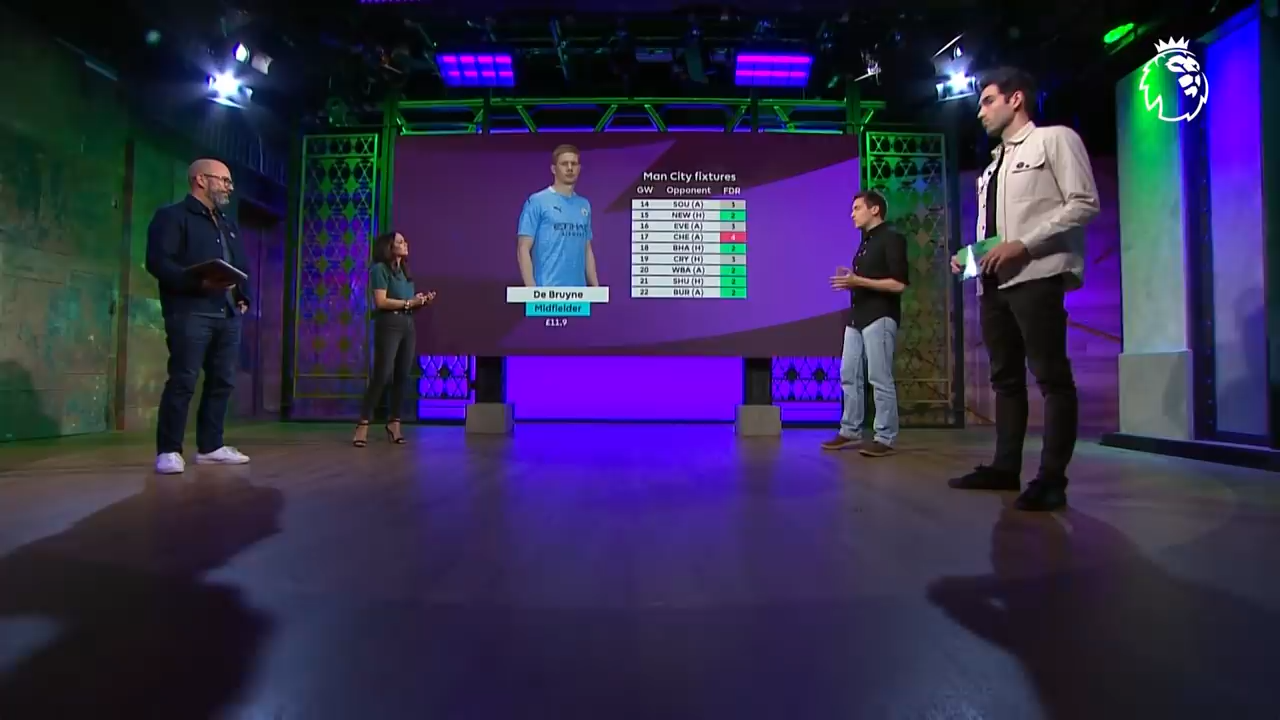 Man City fixtures
GW Opponent FDR
14 SOU (A) 3
15 NEW (H) 2
16 EVE (A) 3
17 CHE (A) 4
18 BHA (H) 2
19 CRY (H) 3
20 WBA (A) 2
21 SHU (H) 2
22 BUR (A) 2
ETIHAD
De Bruyne
Midfielder
£11.9